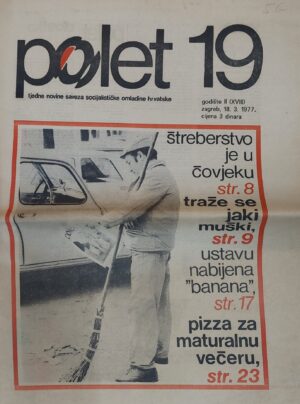 polet 19
tjedne novine saveza socijalističke omladine hrvatske
godište II (XVIII)
zagreb, 18. 3. 1977,
cijena 3 dinara
štreberstvo
je u
čovjeku
str. 8
traže se
jaki
muški,
str. 9
ustavu
nabijena
"banana",
str. 17
pizza za
maturalnu
večeru,
str. 23